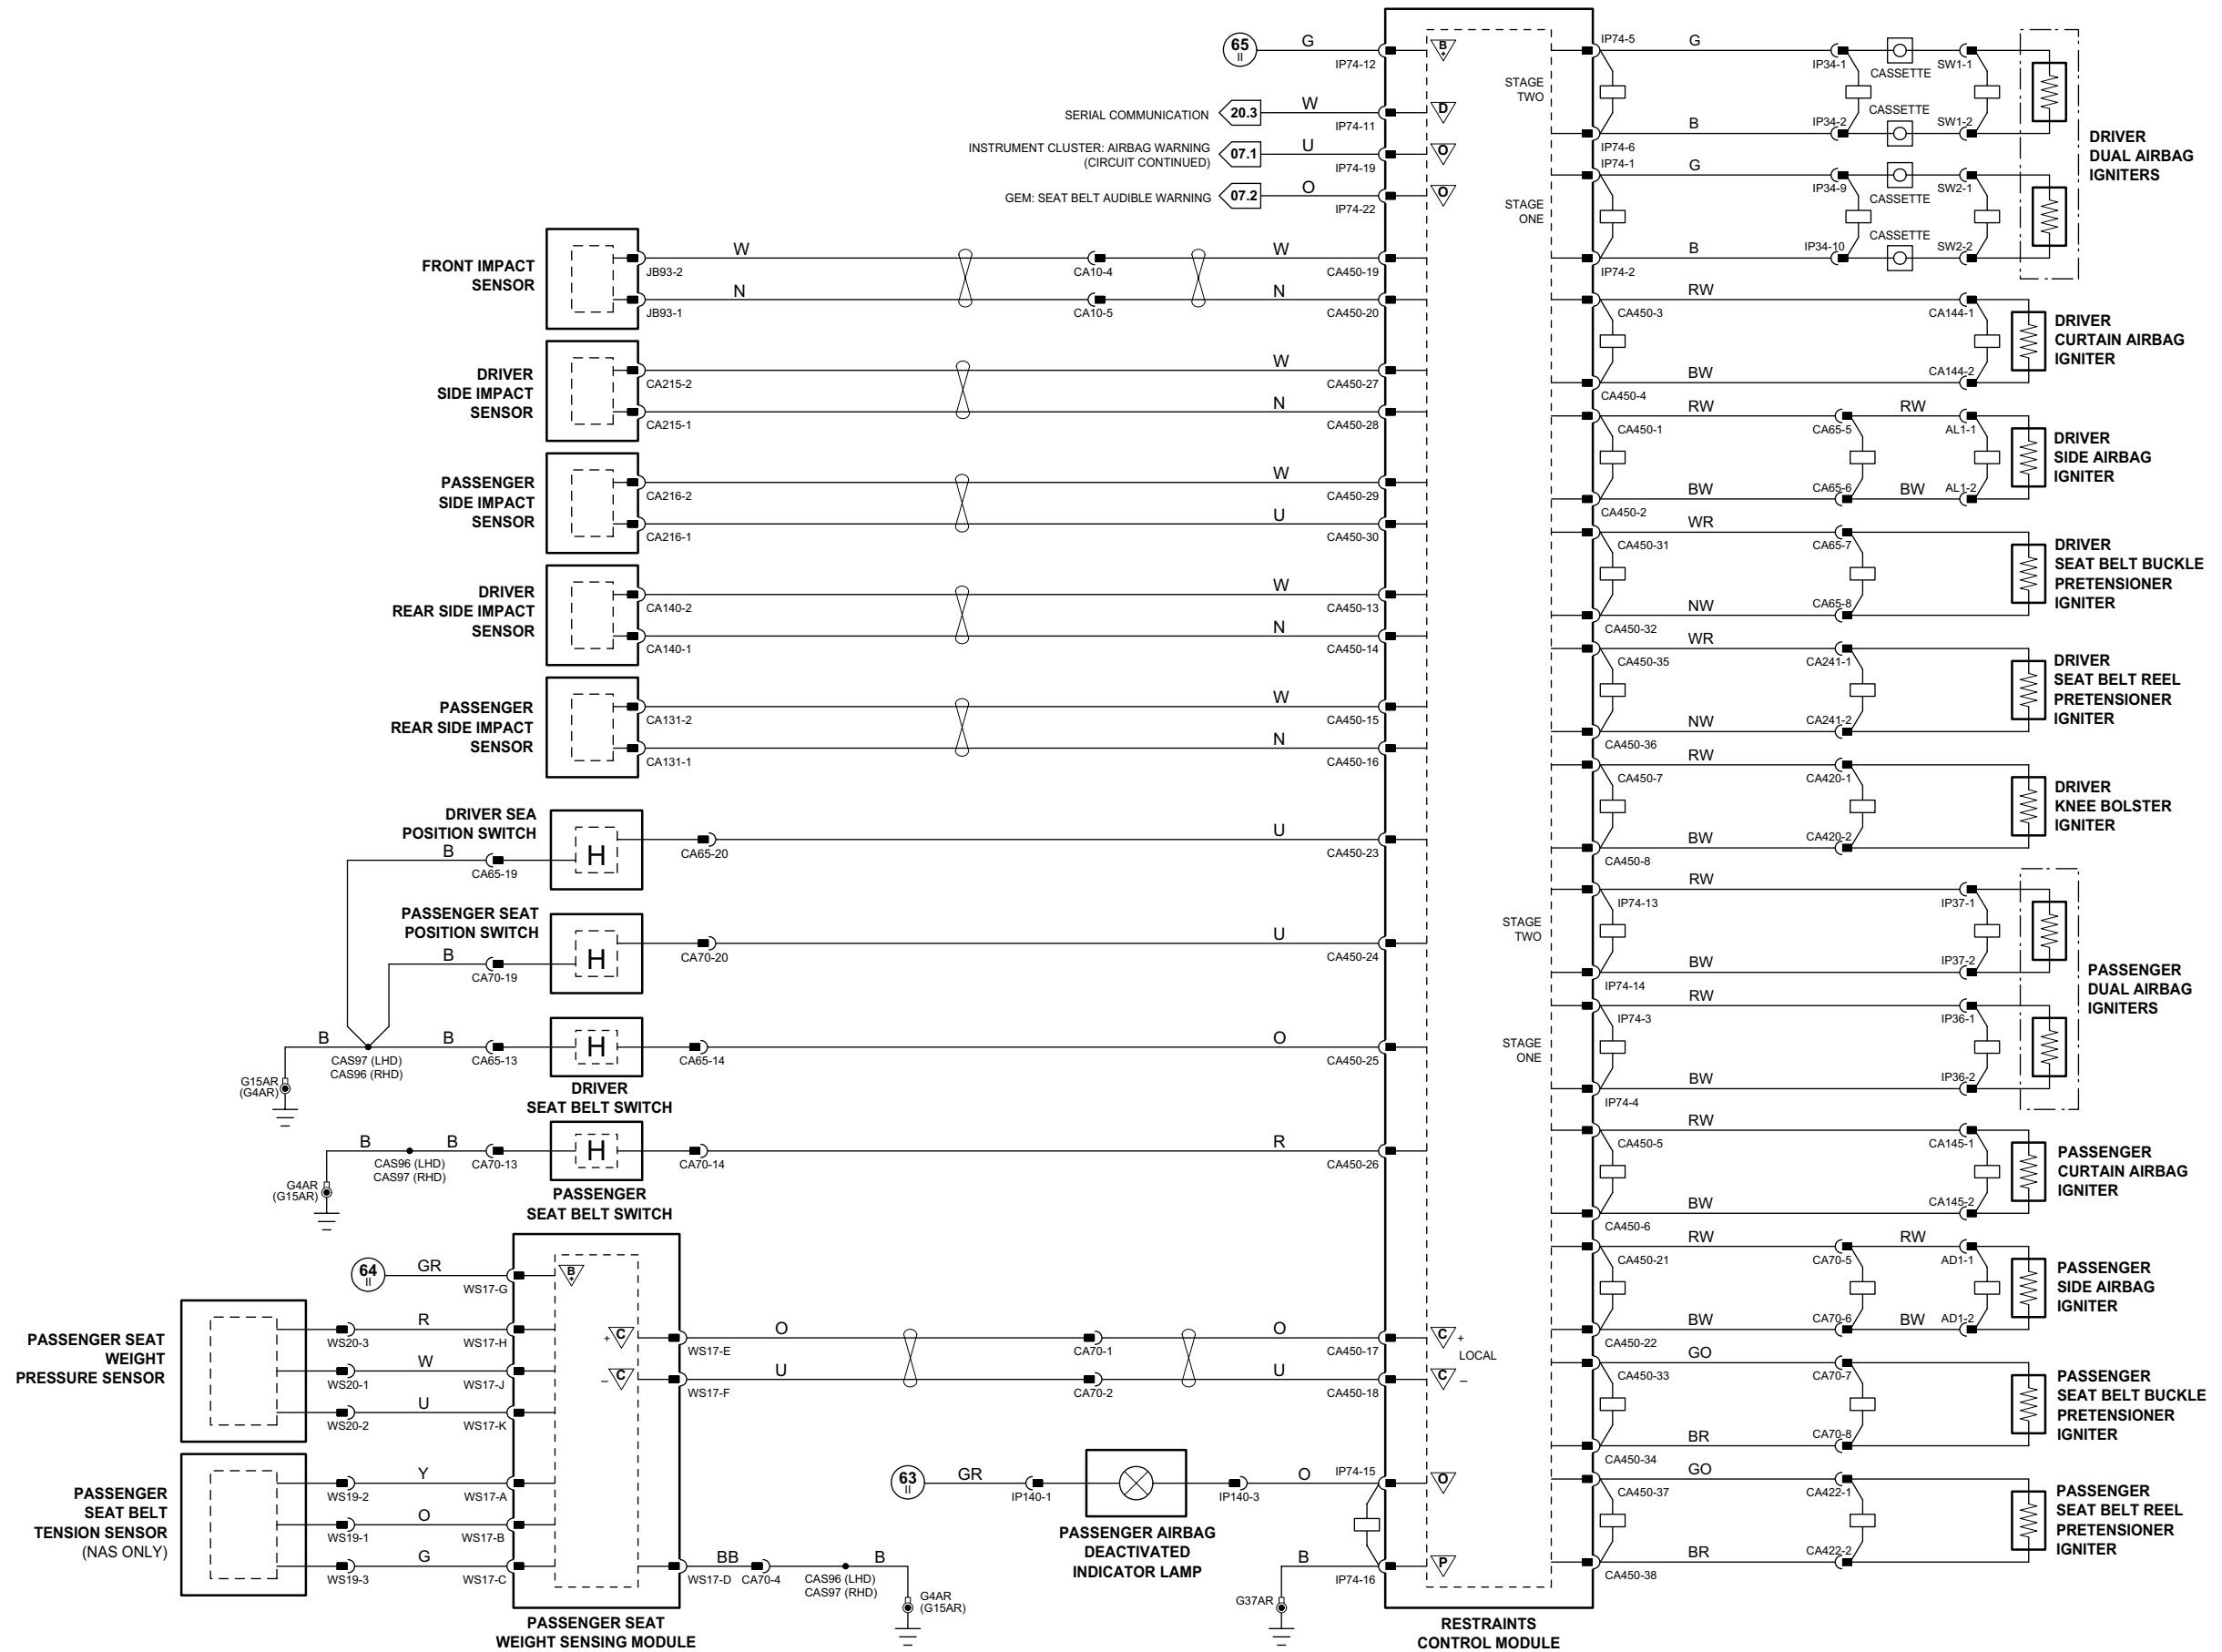 65
II
G
IP74-12
B
+
SERIAL COMMUNICATION
20.3
W
IP74-11
D
INSTRUMENT CLUSTER: AIRBAG WARNING
(CIRCUIT CONTINUED)
07.1
U
IP74-19
O
GEM: SEAT BELT AUDIBLE WARNING
07.2
O
IP74-22
O
FRONT IMPACT
SENSOR
JB93-2
W
CA10-4
W
CA450-19
JB93-1
N
CA10-5
N
CA450-20
DRIVER
SIDE IMPACT
SENSOR
CA215-2
W
CA450-27
CA215-1
N
CA450-28
PASSENGER
SIDE IMPACT
SENSOR
CA216-2
W
CA450-29
CA216-1
U
CA450-30
DRIVER
REAR SIDE IMPACT
SENSOR
CA140-2
W
CA450-13
CA140-1
N
CA450-14
PASSENGER
REAR SIDE IMPACT
SENSOR
CA131-2
W
CA450-15
CA131-1
N
CA450-16
DRIVER SEA
POSITION SWITCH
B
CA65-19
H
CA65-20
U
CA450-23
PASSENGER SEAT
POSITION SWITCH
B
CA70-19
H
CA70-20
U
CA450-24
B
CAS97 (LHD)
CAS96 (RHD)
B
CA65-13
H
CA65-14
O
CA450-25
G15AR
(G4AR)
DRIVER
SEAT BELT SWITCH
B
CAS96 (LHD)
CAS97 (RHD)
B
CA70-13
H
CA70-14
R
CA450-26
G4AR
(G15AR)
PASSENGER
SEAT BELT SWITCH
64
II
GR
WS17-G
B
+
PASSENGER SEAT
WEIGHT
PRESSURE SENSOR
WS20-3
R
WS17-H
WS20-1
W
WS17-J
WS20-2
U
WS17-K
PASSENGER
SEAT BELT
TENSION SENSOR
(NAS ONLY)
WS19-2
Y
WS17-A
WS19-1
O
WS17-B
WS19-3
G
WS17-C
+ C
WS17-E
O
CA70-1
O
CA450-17
C +
LOCAL
– C
WS17-F
U
CA70-2
U
CA450-18
C –
WS17-D
BB
CA70-4
CAS96 (LHD)
CAS97 (RHD)
B
G4AR
(G15AR)
PASSENGER SEAT
WEIGHT SENSING MODULE
63
II
GR
IP140-1
IP140-3
O
IP74-15
O
PASSENGER AIRBAG
DEACTIVATED
INDICATOR LAMP
B
IP74-16
P
G37AR
RESTRAINTS
CONTROL MODULE
STAGE
TWO
IP74-5
G
IP34-1
CASSETTE
SW1-1
IP74-6
B
IP34-2
CASSETTE
SW1-2
STAGE
ONE
IP74-1
G
IP34-9
CASSETTE
SW2-1
IP74-2
B
IP34-10
CASSETTE
SW2-2
DRIVER
DUAL AIRBAG
IGNITERS
CA450-3
RW
CA144-1
CA450-4
BW
CA144-2
DRIVER
CURTAIN AIRBAG
IGNITER
CA450-1
RW
CA65-5
RW
AL1-1
CA450-2
BW
CA65-6
BW
AL1-2
DRIVER
SIDE AIRBAG
IGNITER
CA450-31
WR
CA65-7
CA450-32
NW
CA65-8
DRIVER
SEAT BELT BUCKLE
PRETENSIONER
IGNITER
CA450-35
WR
CA241-1
CA450-36
NW
CA241-2
DRIVER
SEAT BELT REEL
PRETENSIONER
IGNITER
CA450-7
RW
CA420-1
CA450-8
BW
CA420-2
DRIVER
KNEE BOLSTER
IGNITER
STAGE
TWO
IP74-13
RW
IP37-1
IP74-14
BW
IP37-2
STAGE
ONE
IP74-3
RW
IP36-1
IP74-4
BW
IP36-2
PASSENGER
DUAL AIRBAG
IGNITERS
CA450-5
RW
CA145-1
CA450-6
BW
CA145-2
PASSENGER
CURTAIN AIRBAG
IGNITER
CA450-21
RW
CA70-5
RW
AD1-1
CA450-22
BW
CA70-6
BW
AD1-2
PASSENGER
SIDE AIRBAG
IGNITER
CA450-33
GO
CA70-7
CA450-34
BR
CA70-8
PASSENGER
SEAT BELT BUCKLE
PRETENSIONER
IGNITER
CA450-37
GO
CA422-1
CA450-38
BR
CA422-2
PASSENGER
SEAT BELT REEL
PRETENSIONER
IGNITER